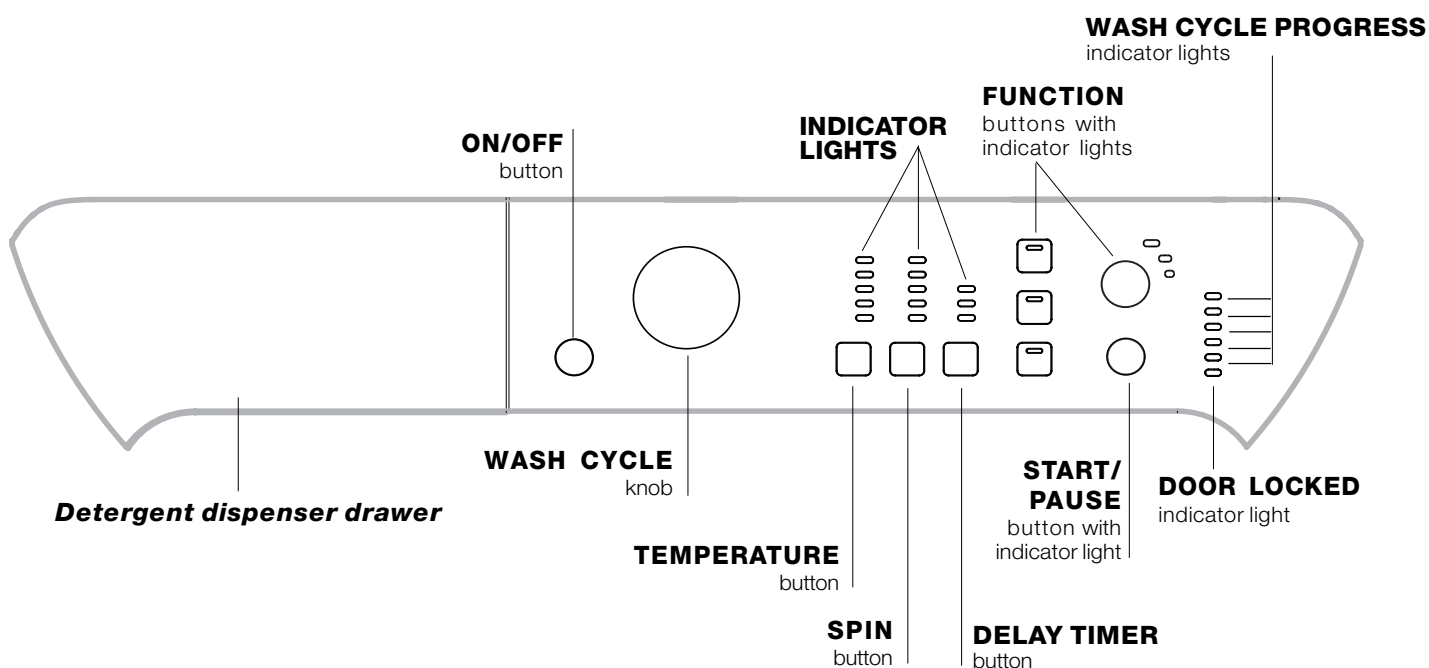 WASH CYCLE PROGRESS
indicator lights
FUNCTION
buttons with
indicator lights
INDICATOR
LIGHTS
ON/OFF
button
WASH CYCLE
knob
Detergent dispenser drawer
START/
PAUSE
button with
indicator light
DOOR LOCKED
indicator light
TEMPERATURE
button
SPIN
button
DELAY TIMER
button